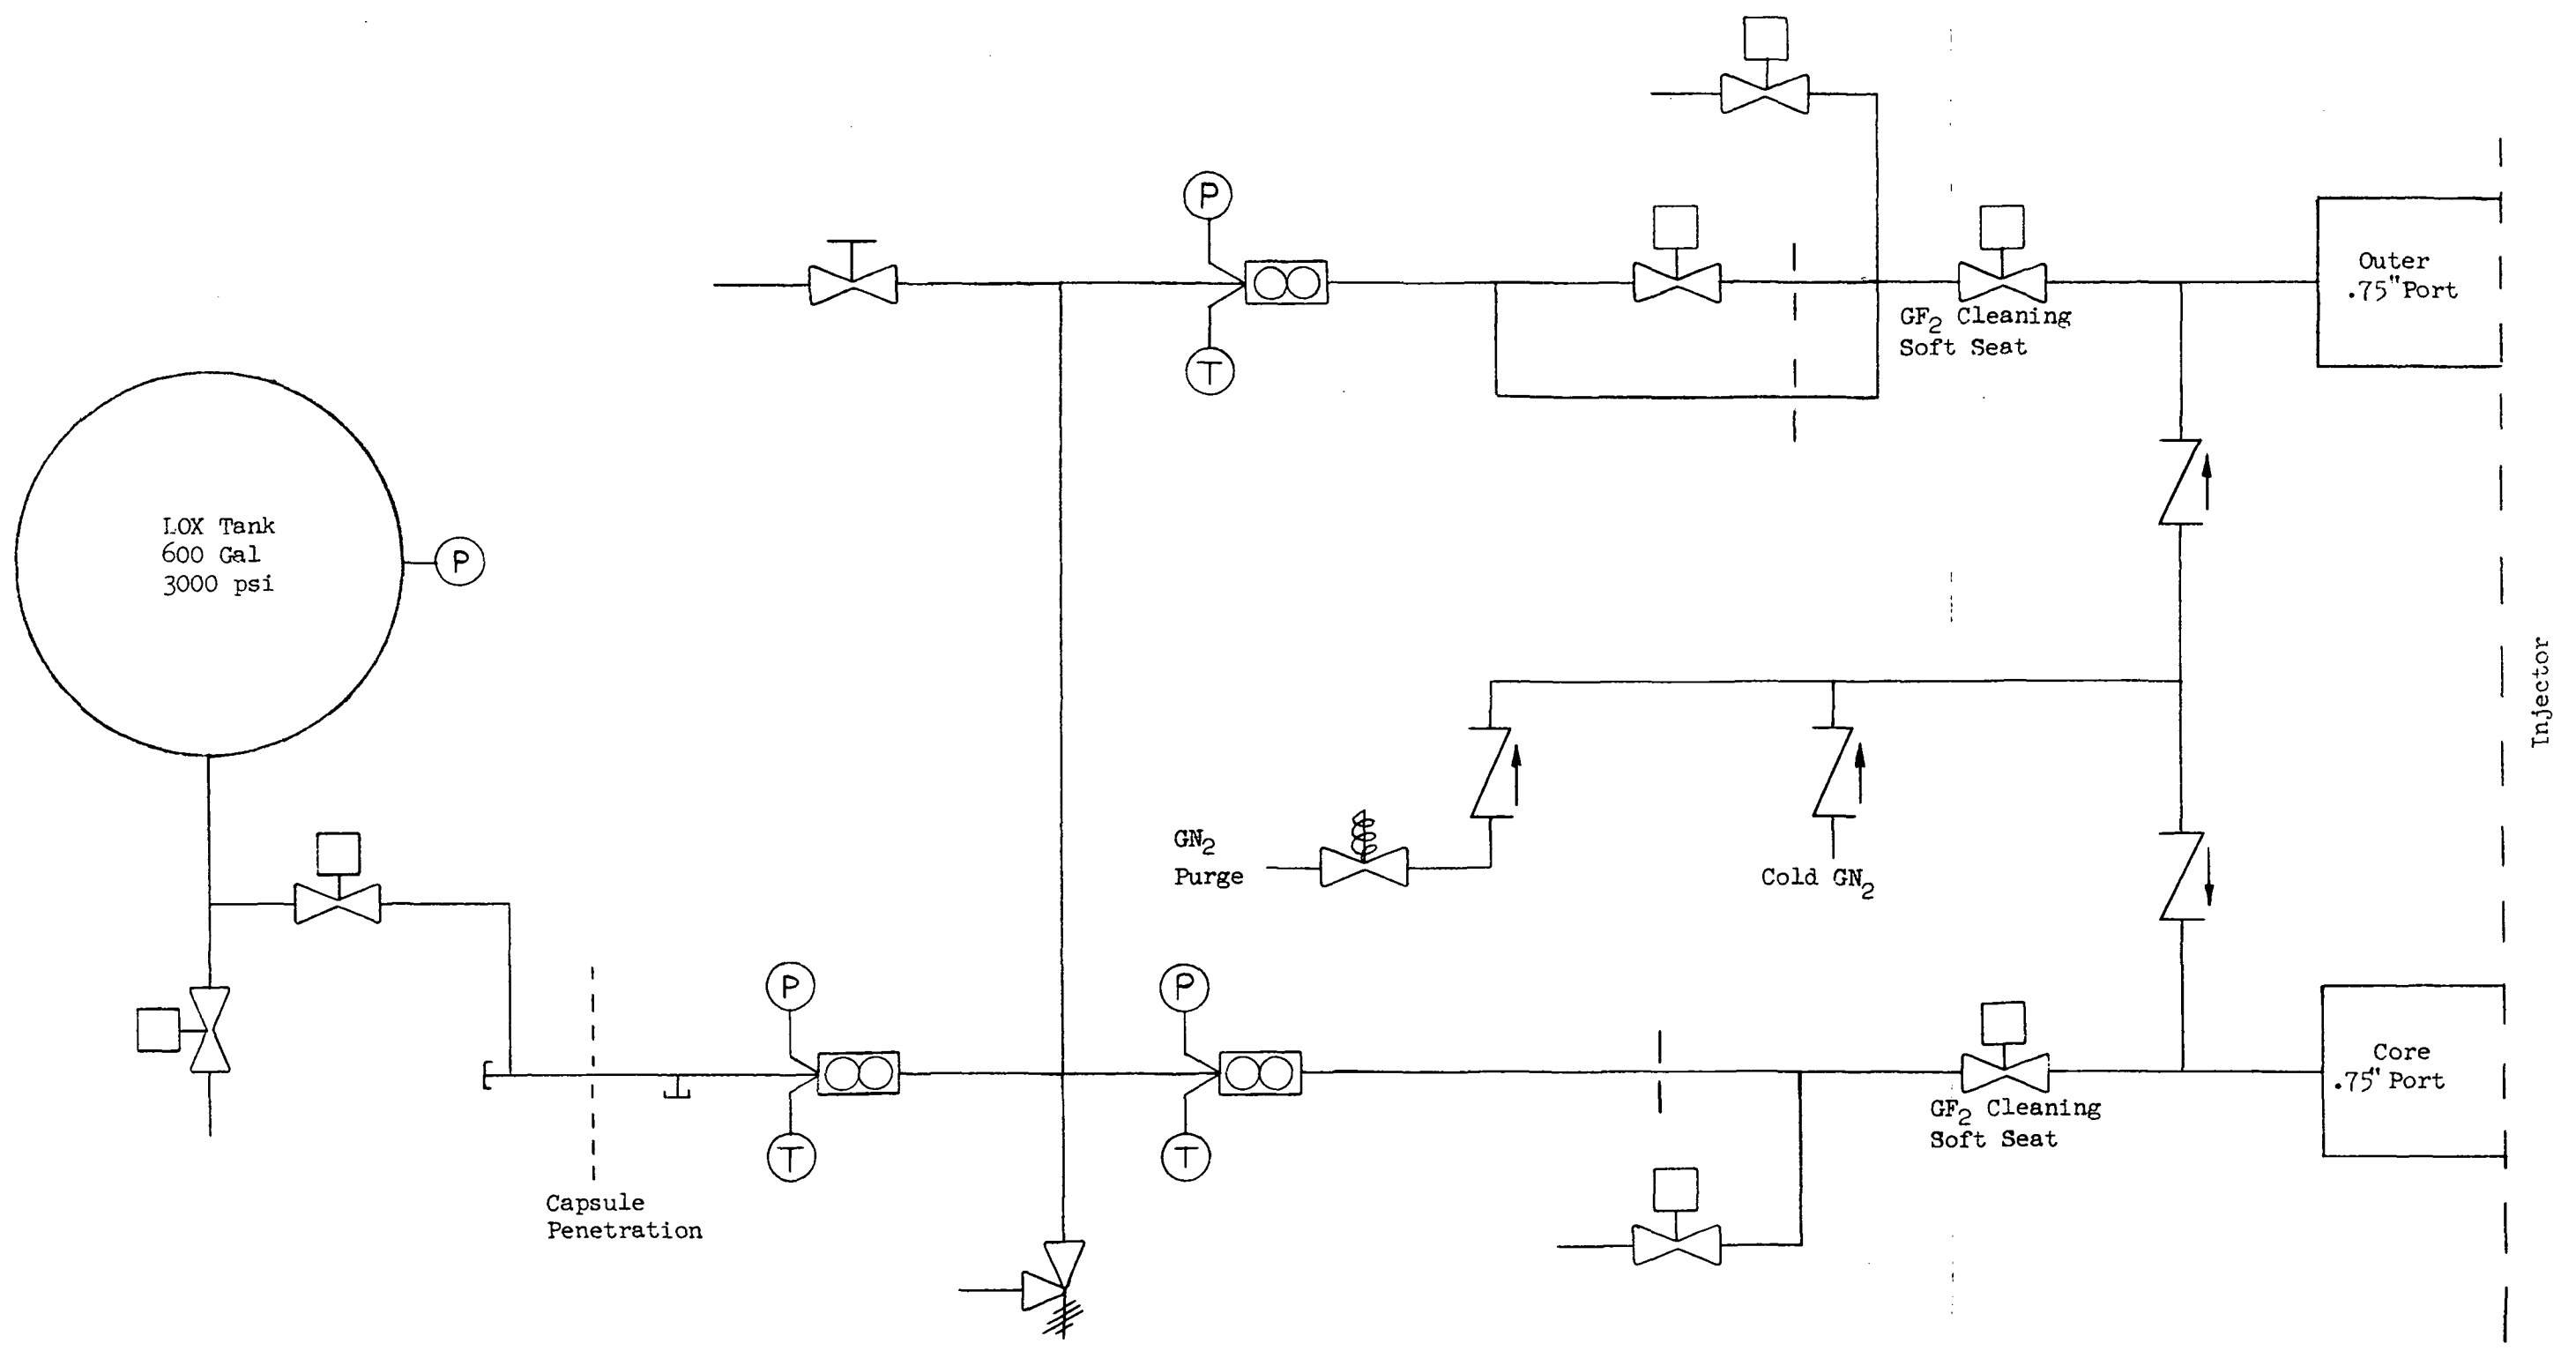 P
GF₂ Cleaning
Soft Seat
Outer
.75" Port
T
LOX Tank
600 Gal
3000 psi
P
Injector
GN₂
Purge
Cold GN₂
P
T
Capsule
Penetration
P
T
GF₂ Cleaning
Soft Seat
Core
.75" Port